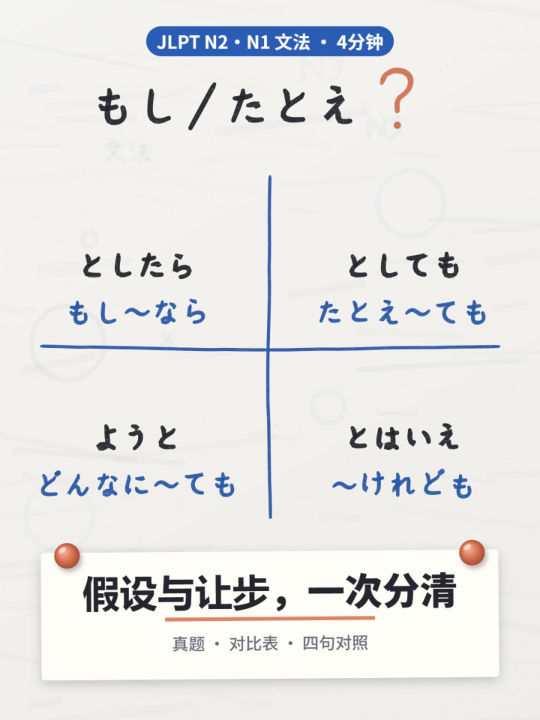 JLPT N2・N1 文法 ・ 4分钟
もし/たとえ?
としたら
もし～なら
としても
たとえ～ても
ようと
どんなに～ても
とはいえ
～けれども
假设与让步，一次分清
真题 ・ 对比表 ・ 四句对照